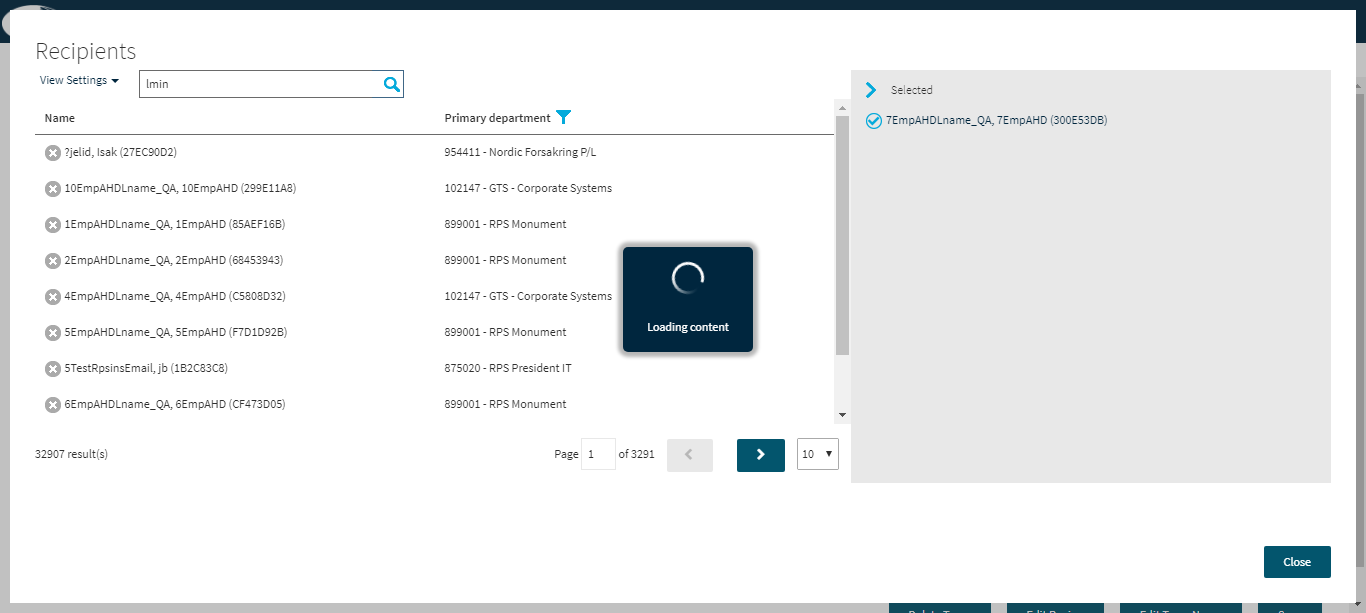 Recipients
View Settings
lmin
Name Primary department
?jelid, Isak (27EC90D2) 954411 - Nordic Forsakring P/L
10EmpAHDLname_QA, 10EmpAHD (299E11A8) 102147 - GTS - Corporate Systems
1EmpAHDLname_QA, 1EmpAHD (85AEF16B) 899001 - RPS Monument
2EmpAHDLname_QA, 2EmpAHD (68453943) 899001 - RPS Monument
4EmpAHDLname_QA, 4EmpAHD (C5808D32) 102147 - GTS - Corporate Systems
5EmpAHDLname_QA, 5EmpAHD (F7D1D92B) 899001 - RPS Monument
5TestRpsinsEmail, jb (1B2C83C8) 875020 - RPS President IT
6EmpAHDLname_QA, 6EmpAHD (CF473D05) 899001 - RPS Monument
Loading content
32907 result(s) Page 1 of 3291 10
Selected
7EmpAHDLname_QA, 7EmpAHD (300E53DB)
Close